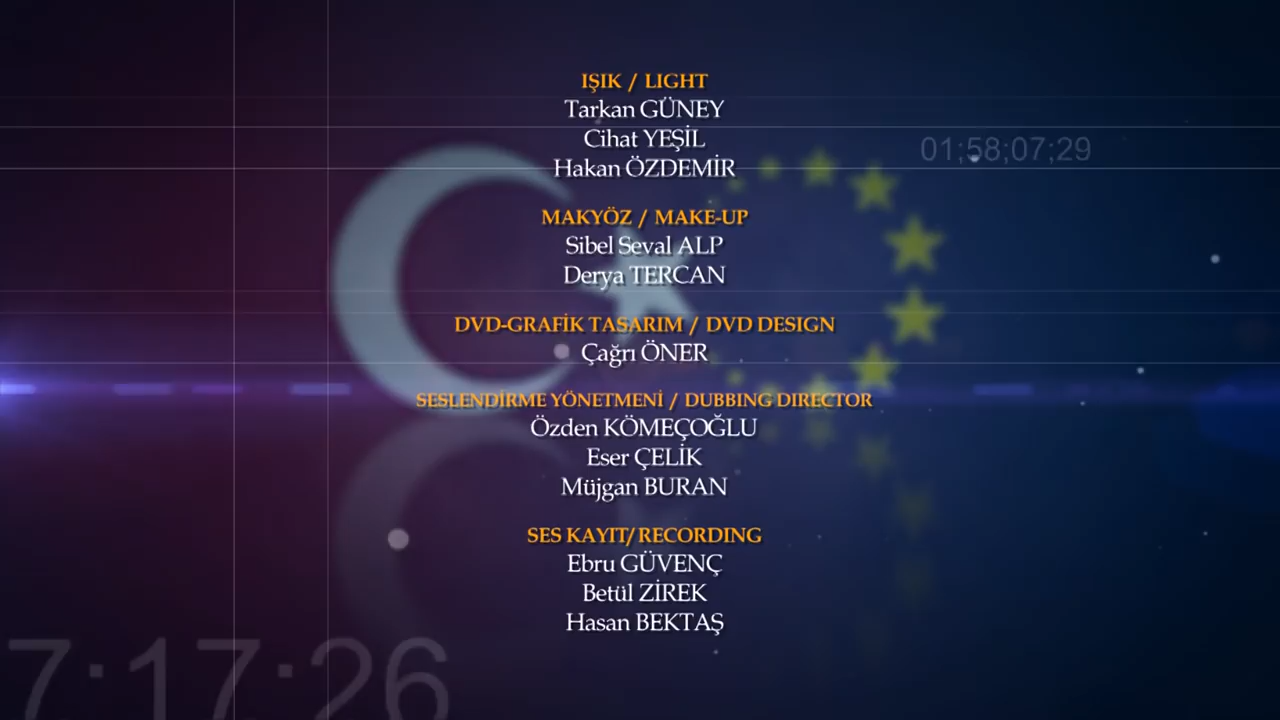 IŞIK / LIGHT
Tarkan GÜNEY
Cihat YEŞİL
Hakan ÖZDEMİR
01;58;07;29
MAKYÖZ / MAKE-UP
Sibel Seval ALP
Derya TERCAN
DVD-GRAFİK TASARIM / DVD DESIGN
Çağrı ÖNER
SESLENDİRME YÖNETMENİ / DUBBING DIRECTOR
Özden KÖMEÇOĞLU
Eser ÇELİK
Müjgan BURAN
SES KAYIT/ RECORDING
Ebru GÜVENÇ
Betül ZİREK
Hasan BEKTAŞ
7:17:26